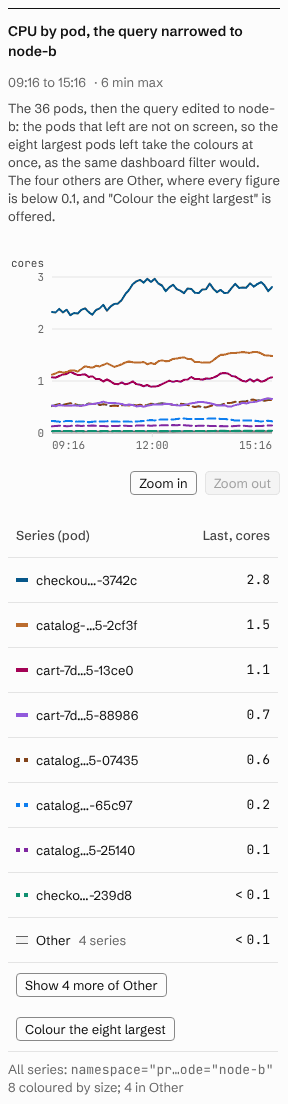 CPU by pod, the query narrowed to
node-b
09:16 to 15:16 · 6 min max
The 36 pods, then the query edited to node-
b: the pods that left are not on screen, so the
eight largest pods left take the colours at
once, as the same dashboard filter would.
The four others are Other, where every figure
is below 0.1, and "Colour the eight largest" is
offered.
cores
3
2
1
0
09:16 12:00 15:16
Zoom in Zoom out
Series (pod) Last, cores
checkou…-3742c 2.8
catalog-…5-2cf3f 1.5
cart-7d…5-13ce0 1.1
cart-7d…5-88986 0.7
catalog…5-07435 0.6
catalog…-65c97 0.2
catalog…5-25140 0.1
checko…-239d8 < 0.1
Other 4 series < 0.1
Show 4 more of Other
Colour the eight largest
All series: namespace="pr…ode="node-b"
8 coloured by size; 4 in Other